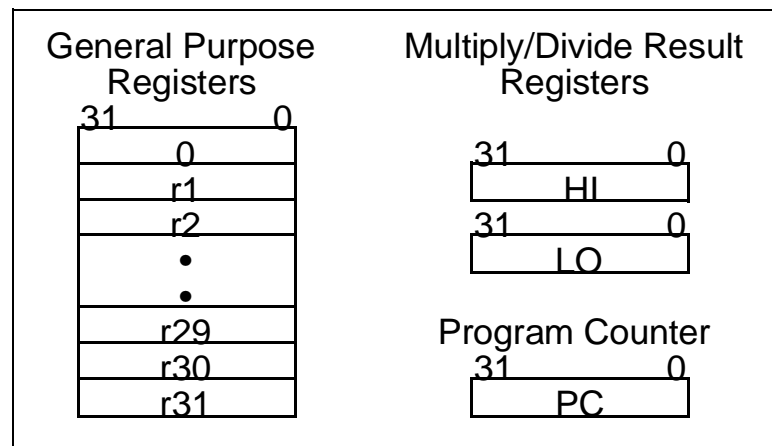 General Purpose
Registers
31 0
0
r1
r2
•
•
r29
r30
r31
Multiply/Divide Result
Registers
31 0
HI
31 0
LO
Program Counter
31 0
PC